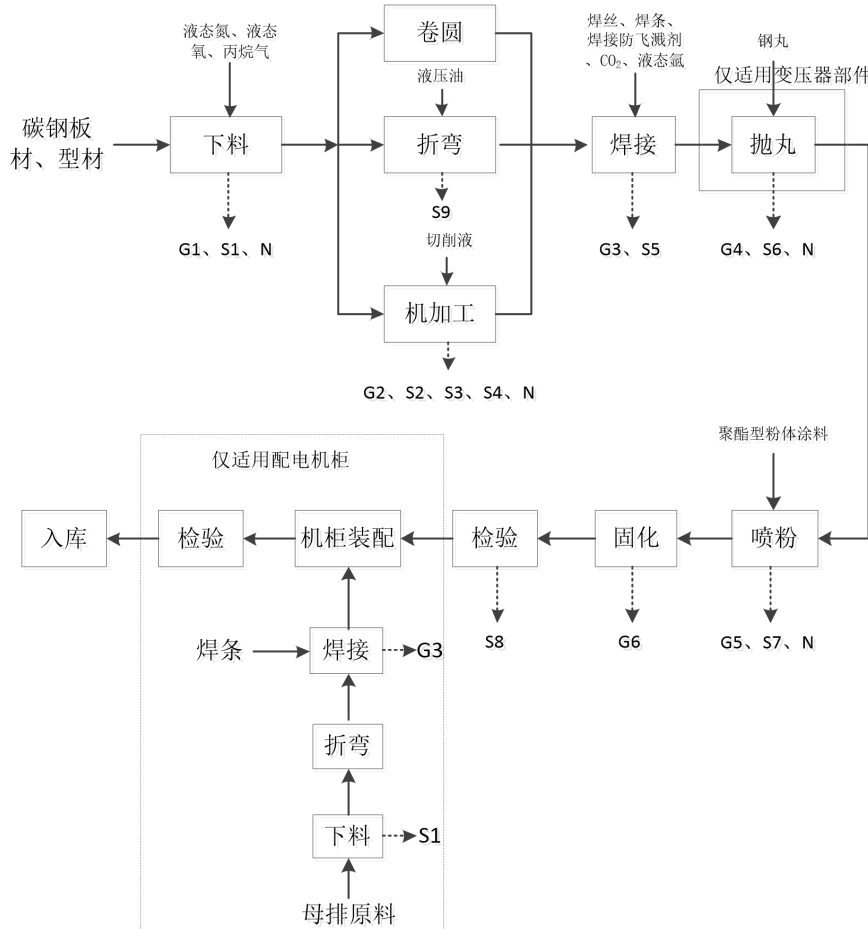 液态氮、液态
氧、丙烷气
碳钢板
材、型材
下料
G1、S1、N
卷圆
液压油
折弯
S9
切削液
机加工
G2、S2、S3、S4、N
焊丝、焊条、
焊接防飞溅剂
、CO₂、液态氩
焊接
G3、S5
钢丸
仅适用变压器部件
抛丸
G4、S6、N
聚酯型粉体涂料
喷粉
G5、S7、N
固化
G6
检验
S8
仅适用配电机柜
机柜装配
检验
入库
焊条
焊接
G3
折弯
下料
S1
母排原料